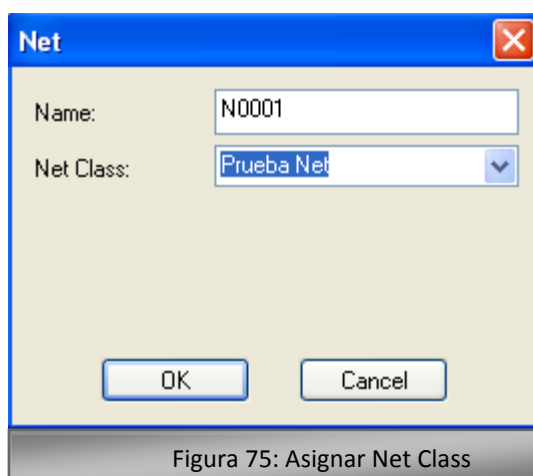 Net
Name: N0001
Net Class: Prueba Net
OK Cancel
Figura 75: Asignar Net Class